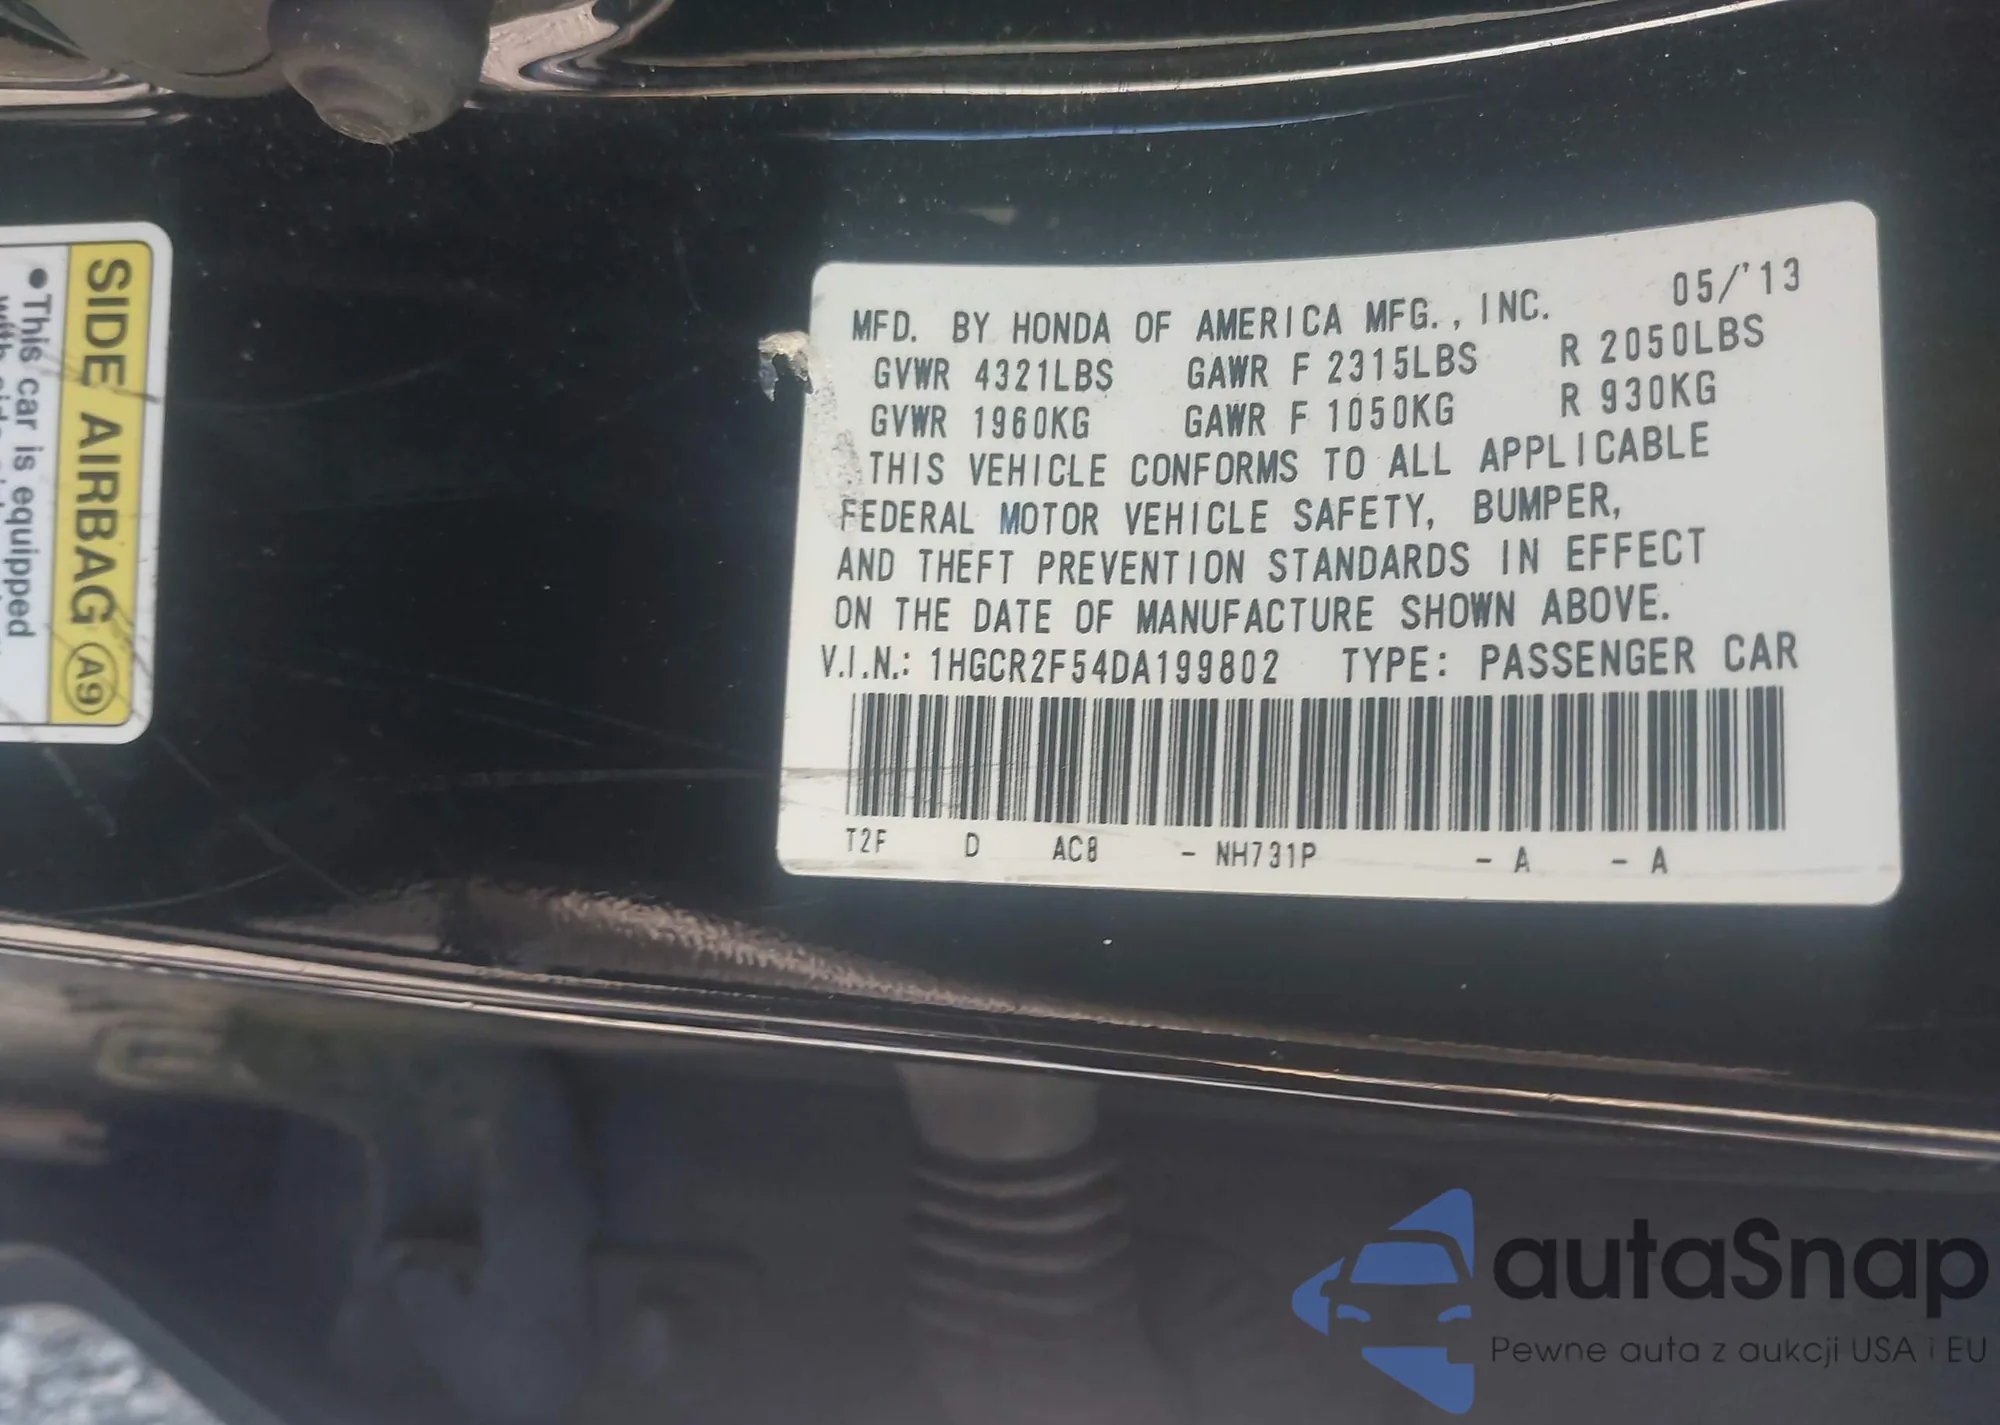 SIDE AIRBAG A9
•This car is equipped
MFD. BY HONDA OF AMERICA MFG., INC. 05/'13
GVWR 4321LBS GAWR F 2315LBS R 2050LBS
GVWR 1960KG GAWR F 1050KG R 930KG
THIS VEHICLE CONFORMS TO ALL APPLICABLE
FEDERAL MOTOR VEHICLE SAFETY, BUMPER,
AND THEFT PREVENTION STANDARDS IN EFFECT
ON THE DATE OF MANUFACTURE SHOWN ABOVE.
V.I.N.: 1HGCR2F54DA199802 TYPE: PASSENGER CAR
T2F D AC8 - NH731P - A - A
autaSnap
Pewne auta z aukcji USA i EU